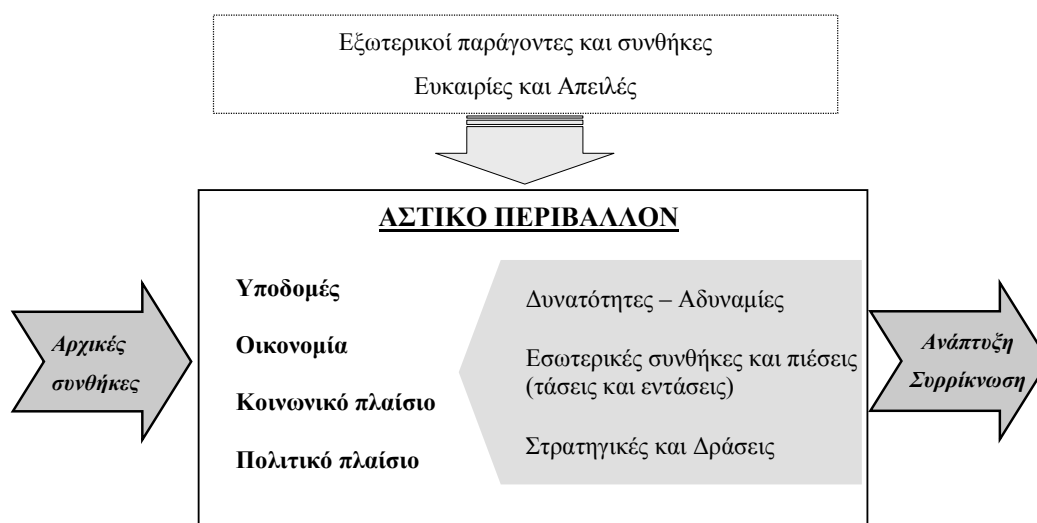 Εξωτερικοί παράγοντες και συνθήκες
Ευκαιρίες και Απειλές
ΑΣΤΙΚΟ ΠΕΡΙΒΑΛΛΟΝ
Αρχικές
συνθήκες
Υποδομές
Οικονομία
Κοινωνικό πλαίσιο
Πολιτικό πλαίσιο
Δυνατότητες – Αδυναμίες
Εσωτερικές συνθήκες και πιέσεις
(τάσεις και εντάσεις)
Στρατηγικές και Δράσεις
Ανάπτυξη
Συρρίκνωση